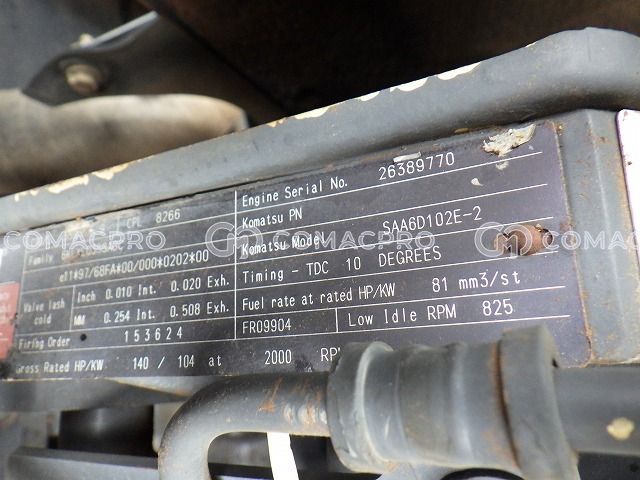 CPL 8266
Family
e11*97/68FA*00/000*0202*00
Valve lash cold
Inch 0.010 Int. 0.020 Exh.
MM 0.254 Int. 0.508 Exh.
Firing Order 153624
Gross Rated HP/KW 140 / 104 at 2000 RPM
Engine Serial No. 26389770
Komatsu PN
Komatsu Model SAA6D102E-2
Timing - TDC 10 DEGREES
Fuel rate at rated HP/KW 81 mm3/st
FR09904 Low Idle RPM 825
COMACPRO COMACPRO COMACPRO